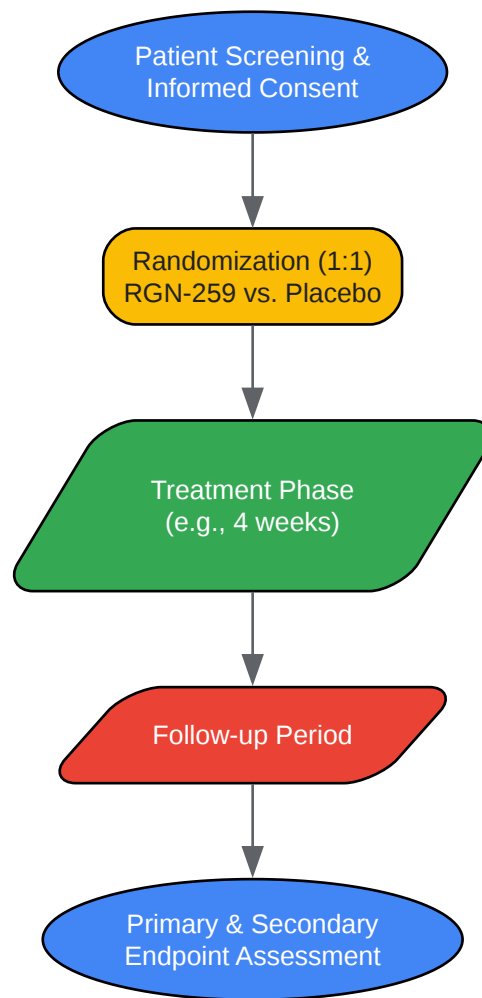 Patient Screening &
Informed Consent
Randomization (1:1)
RGN-259 vs. Placebo
Treatment Phase
(e.g., 4 weeks)
Follow-up Period
Primary & Secondary
Endpoint Assessment